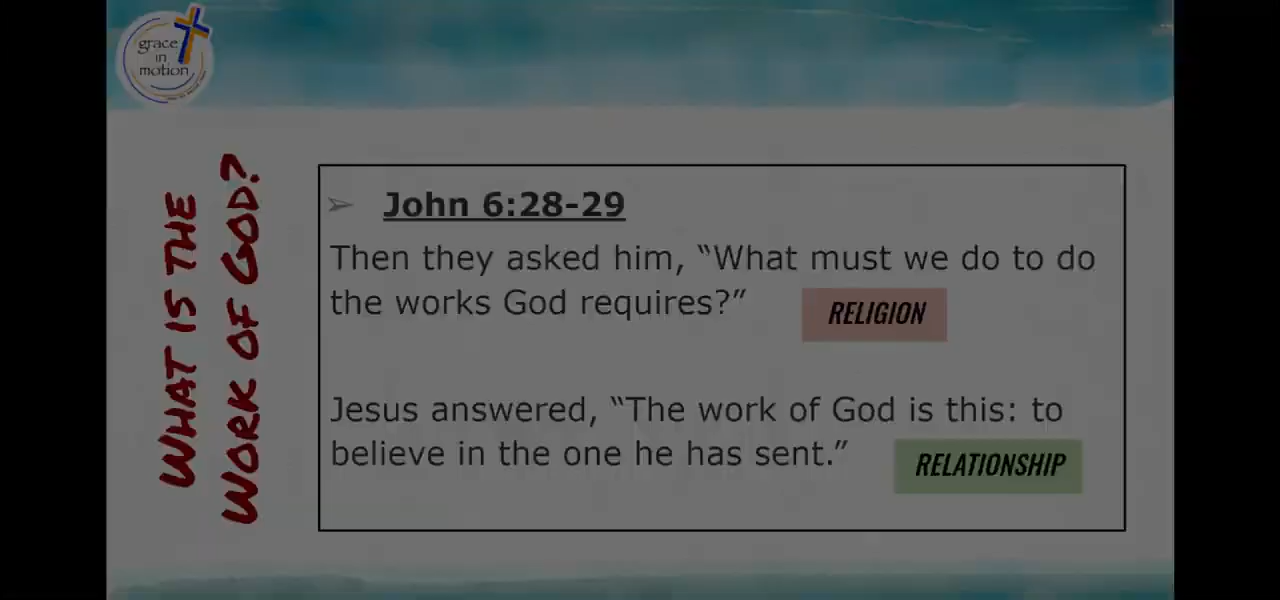 grace
in
motion
WHAT IS THE
WORK OF GOD?
➢ John 6:28-29
Then they asked him, “What must we do to do
the works God requires?”
RELIGION
Jesus answered, “The work of God is this: to
believe in the one he has sent.”
RELATIONSHIP